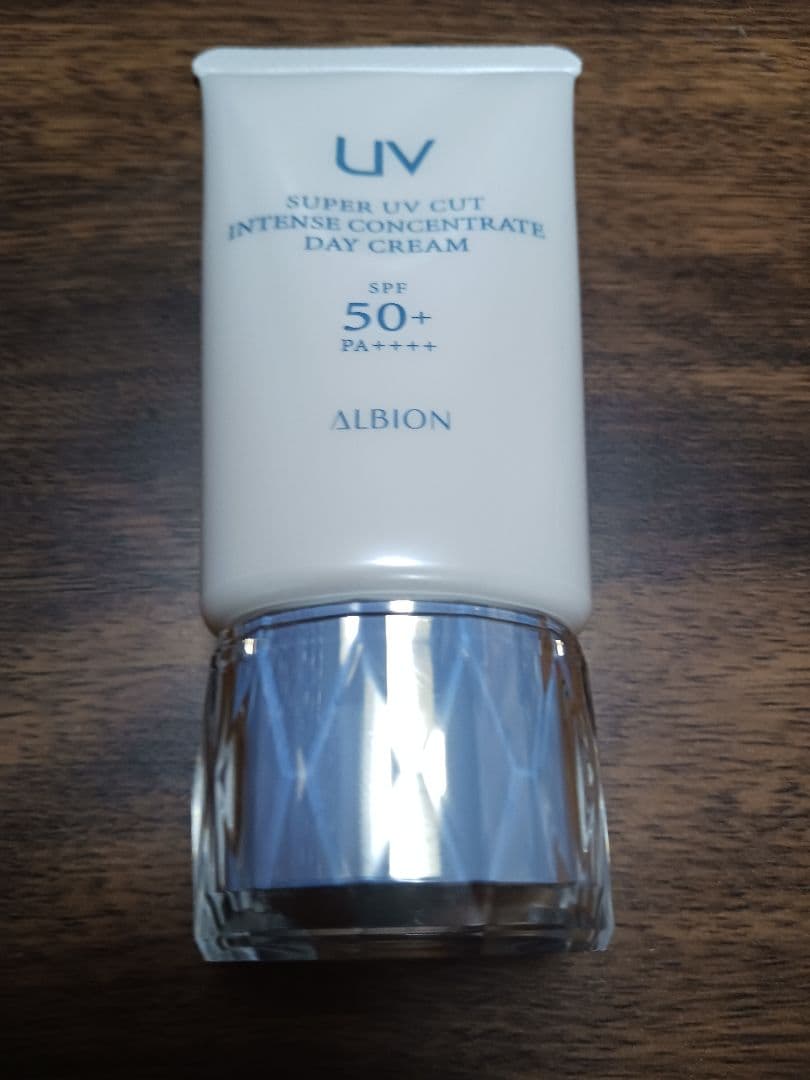 UV
SUPER UV CUT
INTENSE CONCENTRATE
DAY CREAM
SPF
50+
PA++++
ALBION